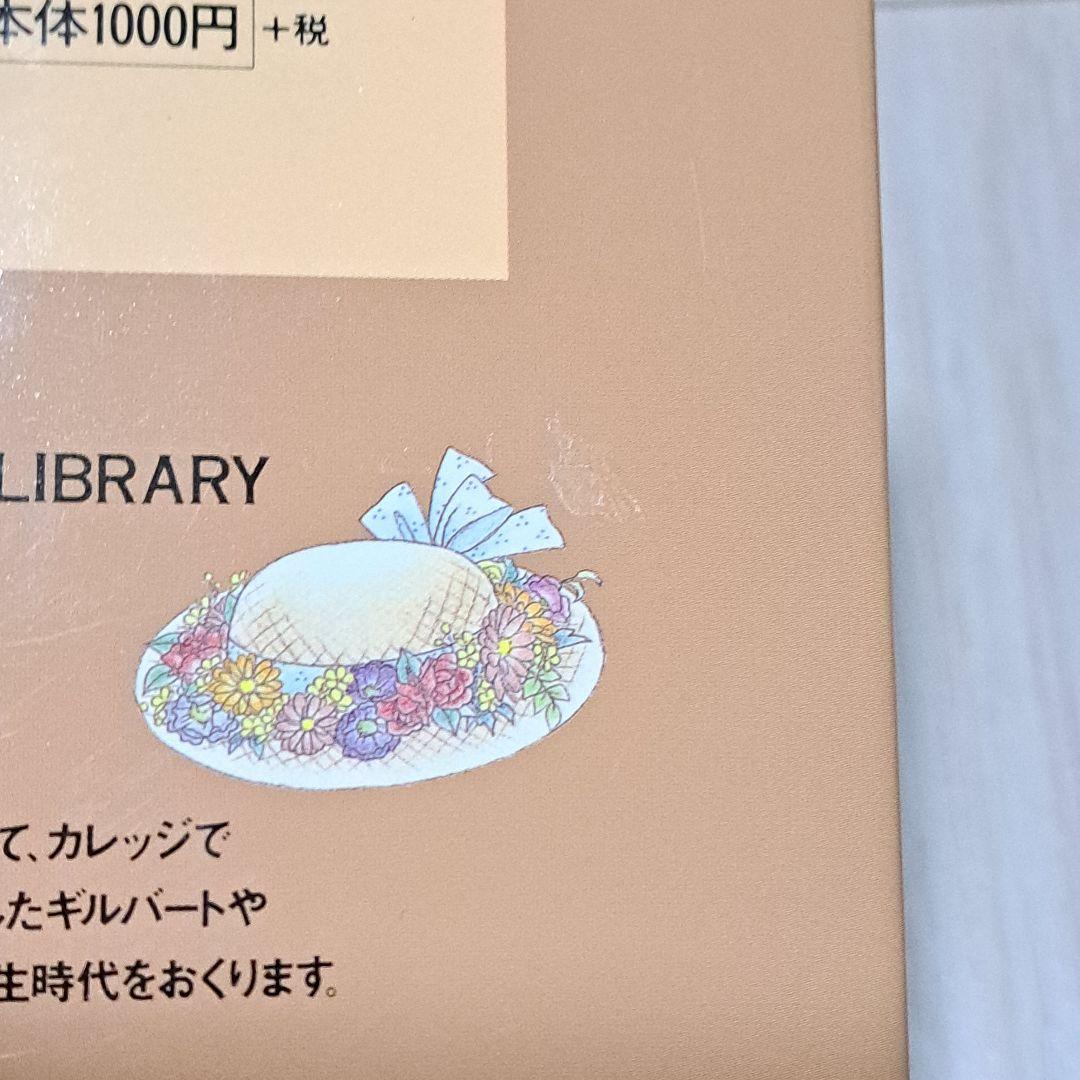 本体1000円 +税
LIBRARY
て、カレッジで
したギルバートや
生時代をおくります。